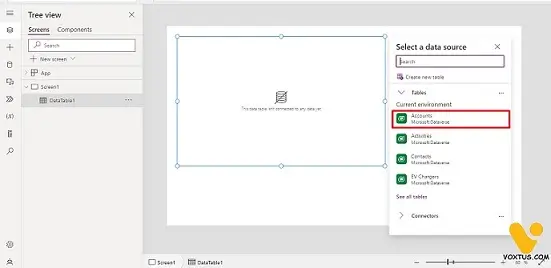 Tree view
Screens Components
Search
New screen
App
Screen1
DataTable1
This data table isn't connected to any data yet.
Select a data source
Search
Create new table
Tables
Current environment
Accounts
Microsoft Dataverse
Activities
Microsoft Dataverse
Contacts
Microsoft Dataverse
EV Chargers
Microsoft Dataverse
See all tables
Connectors
Screen1 DataTable1
VOXTUS.COM